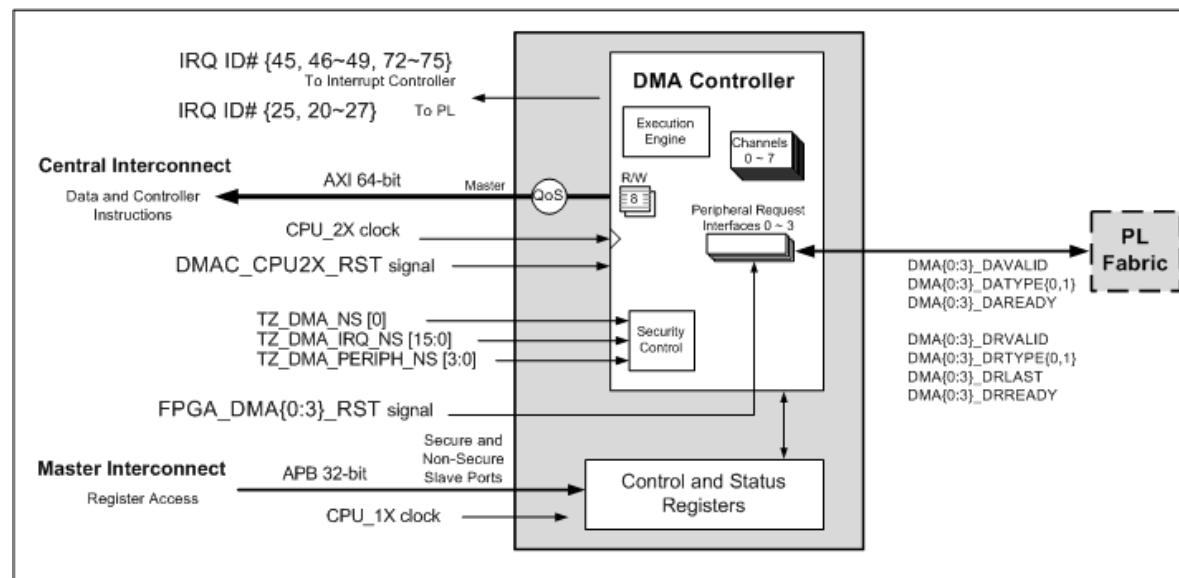 IRQ ID# {45, 46~49, 72~75}
To Interrupt Controller
IRQ ID# {25, 20~27} To PL
Central Interconnect
Data and Controller
Instructions
AXI 64-bit
Master
QoS
CPU_2X clock
DMAC_CPU2X_RST signal
TZ_DMA_NS [0]
TZ_DMA_IRQ_NS [15:0]
TZ_DMA_PERIPH_NS [3:0]
FPGA_DMA{0:3}_RST signal
Master Interconnect
Register Access
APB 32-bit
Secure and
Non-Secure
Slave Ports
CPU_1X clock
DMA Controller
Execution
Engine
Channels
0 ~ 7
R/W
8
Peripheral Request
Interfaces 0 ~ 3
Security
Control
Control and Status
Registers
PL
Fabric
DMA{0:3}_DAVALID
DMA{0:3}_DATYPE{0,1}
DMA{0:3}_DAREADY
DMA{0:3}_DRVALID
DMA{0:3}_DRTYPE{0,1}
DMA{0:3}_DRLAST
DMA{0:3}_DRREADY